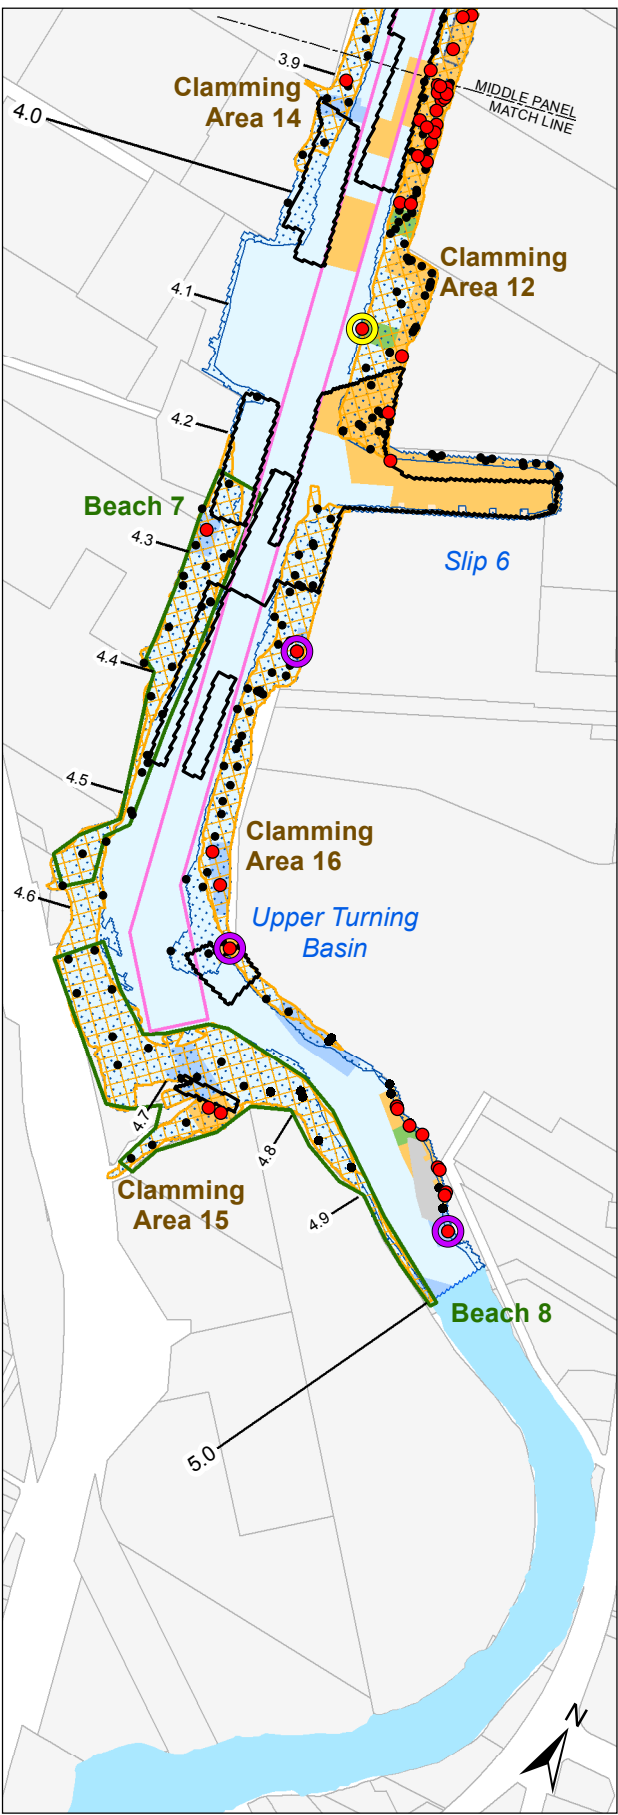 3.9
MIDDLE PANEL
MATCH LINE
Clamming
Area 14
4.0
Clamming
Area 12
4.1
4.2
Beach 7
4.3
Slip 6
4.4
4.5
Clamming
Area 16
4.6
Upper Turning
Basin
4.7
4.8
Clamming
Area 15
4.9
Beach 8
5.0
N